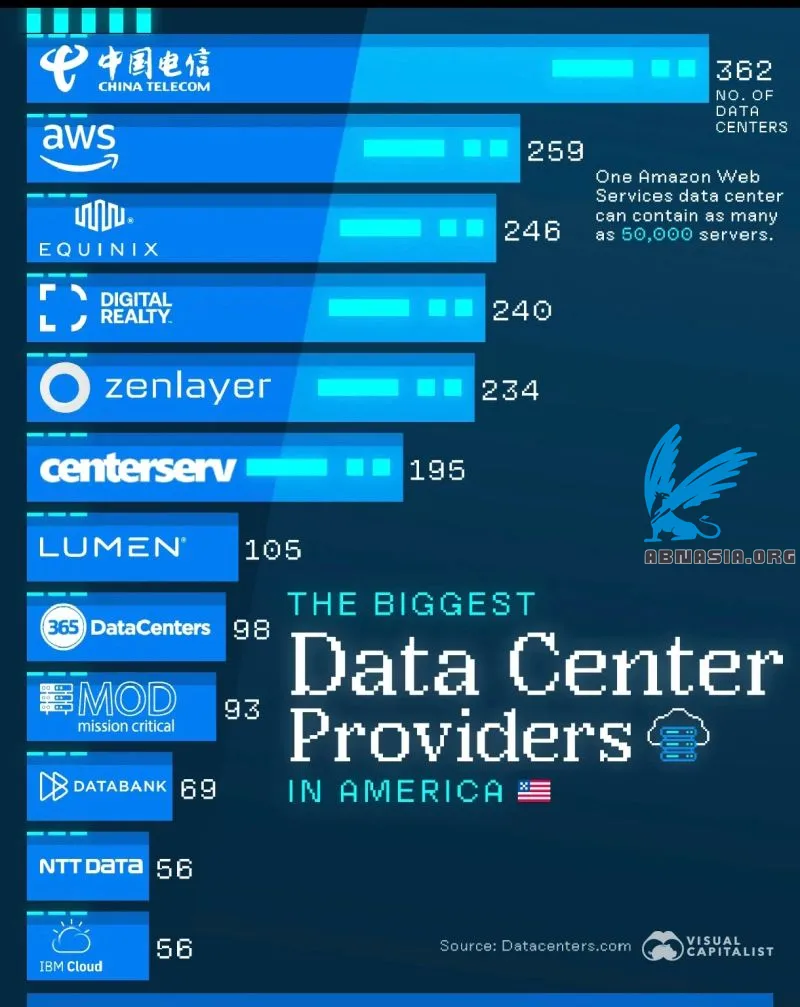 中国电信
CHINA TELECOM
362
NO. OF
DATA
CENTERS
aws
259
One Amazon Web
Services data center
can contain as many
as 50,000 servers.
EQUINIX
246
DIGITAL
REALTY™
240
zenlayer
234
centerserv
195
ABNASIA.ORG
LUMEN®
105
365 DataCenters
98
THE BIGGEST
Data Center
Providers
IN AMERICA
MOD
mission critical
93
DATABANK
69
NTT DATA
56
IBM Cloud
56
Source: Datacenters.com
VISUAL
CAPITALIST